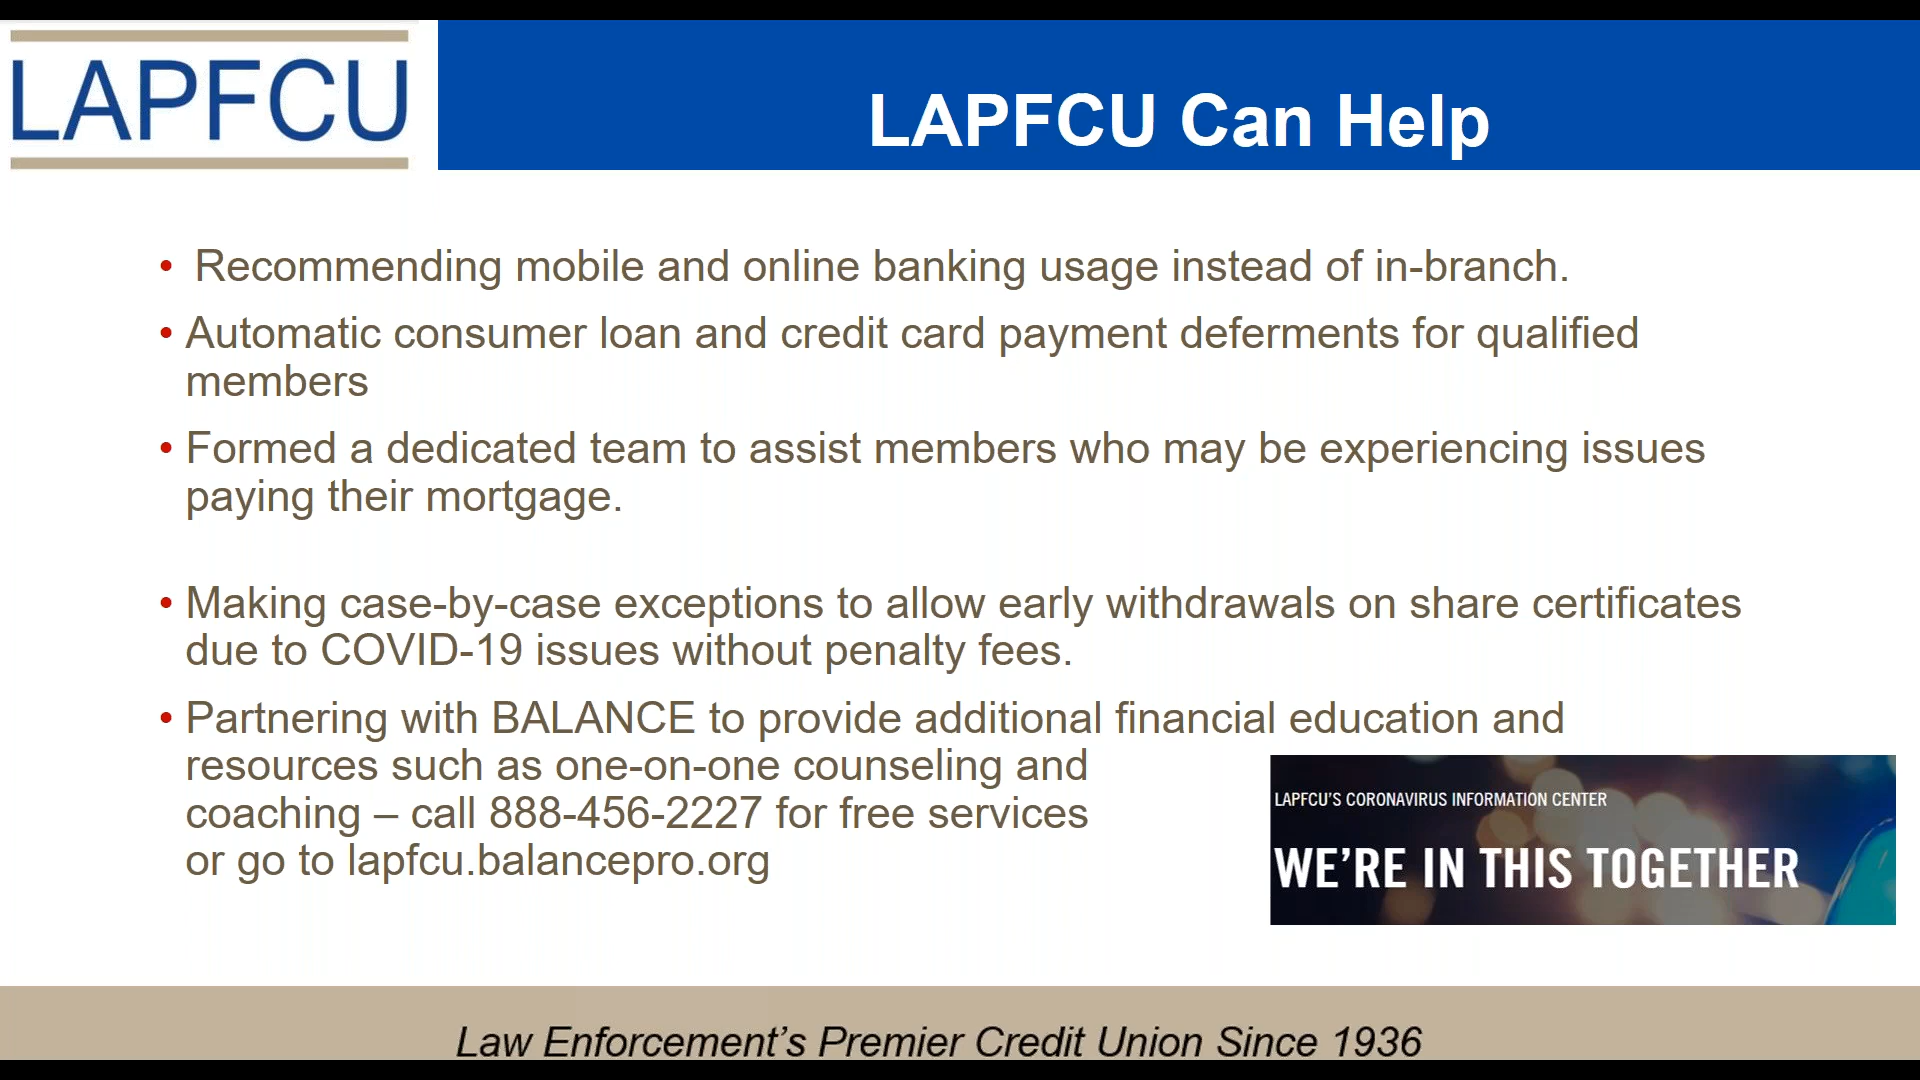 LAPFCU
LAPFCU Can Help
• Recommending mobile and online banking usage instead of in-branch.
• Automatic consumer loan and credit card payment deferments for qualified
members
• Formed a dedicated team to assist members who may be experiencing issues
paying their mortgage.
• Making case-by-case exceptions to allow early withdrawals on share certificates
due to COVID-19 issues without penalty fees.
• Partnering with BALANCE to provide additional financial education and
resources such as one-on-one counseling and
coaching – call 888-456-2227 for free services
or go to lapfcu.balancepro.org
LAPFCU'S CORONAVIRUS INFORMATION CENTER
WE'RE IN THIS TOGETHER
Law Enforcement's Premier Credit Union Since 1936